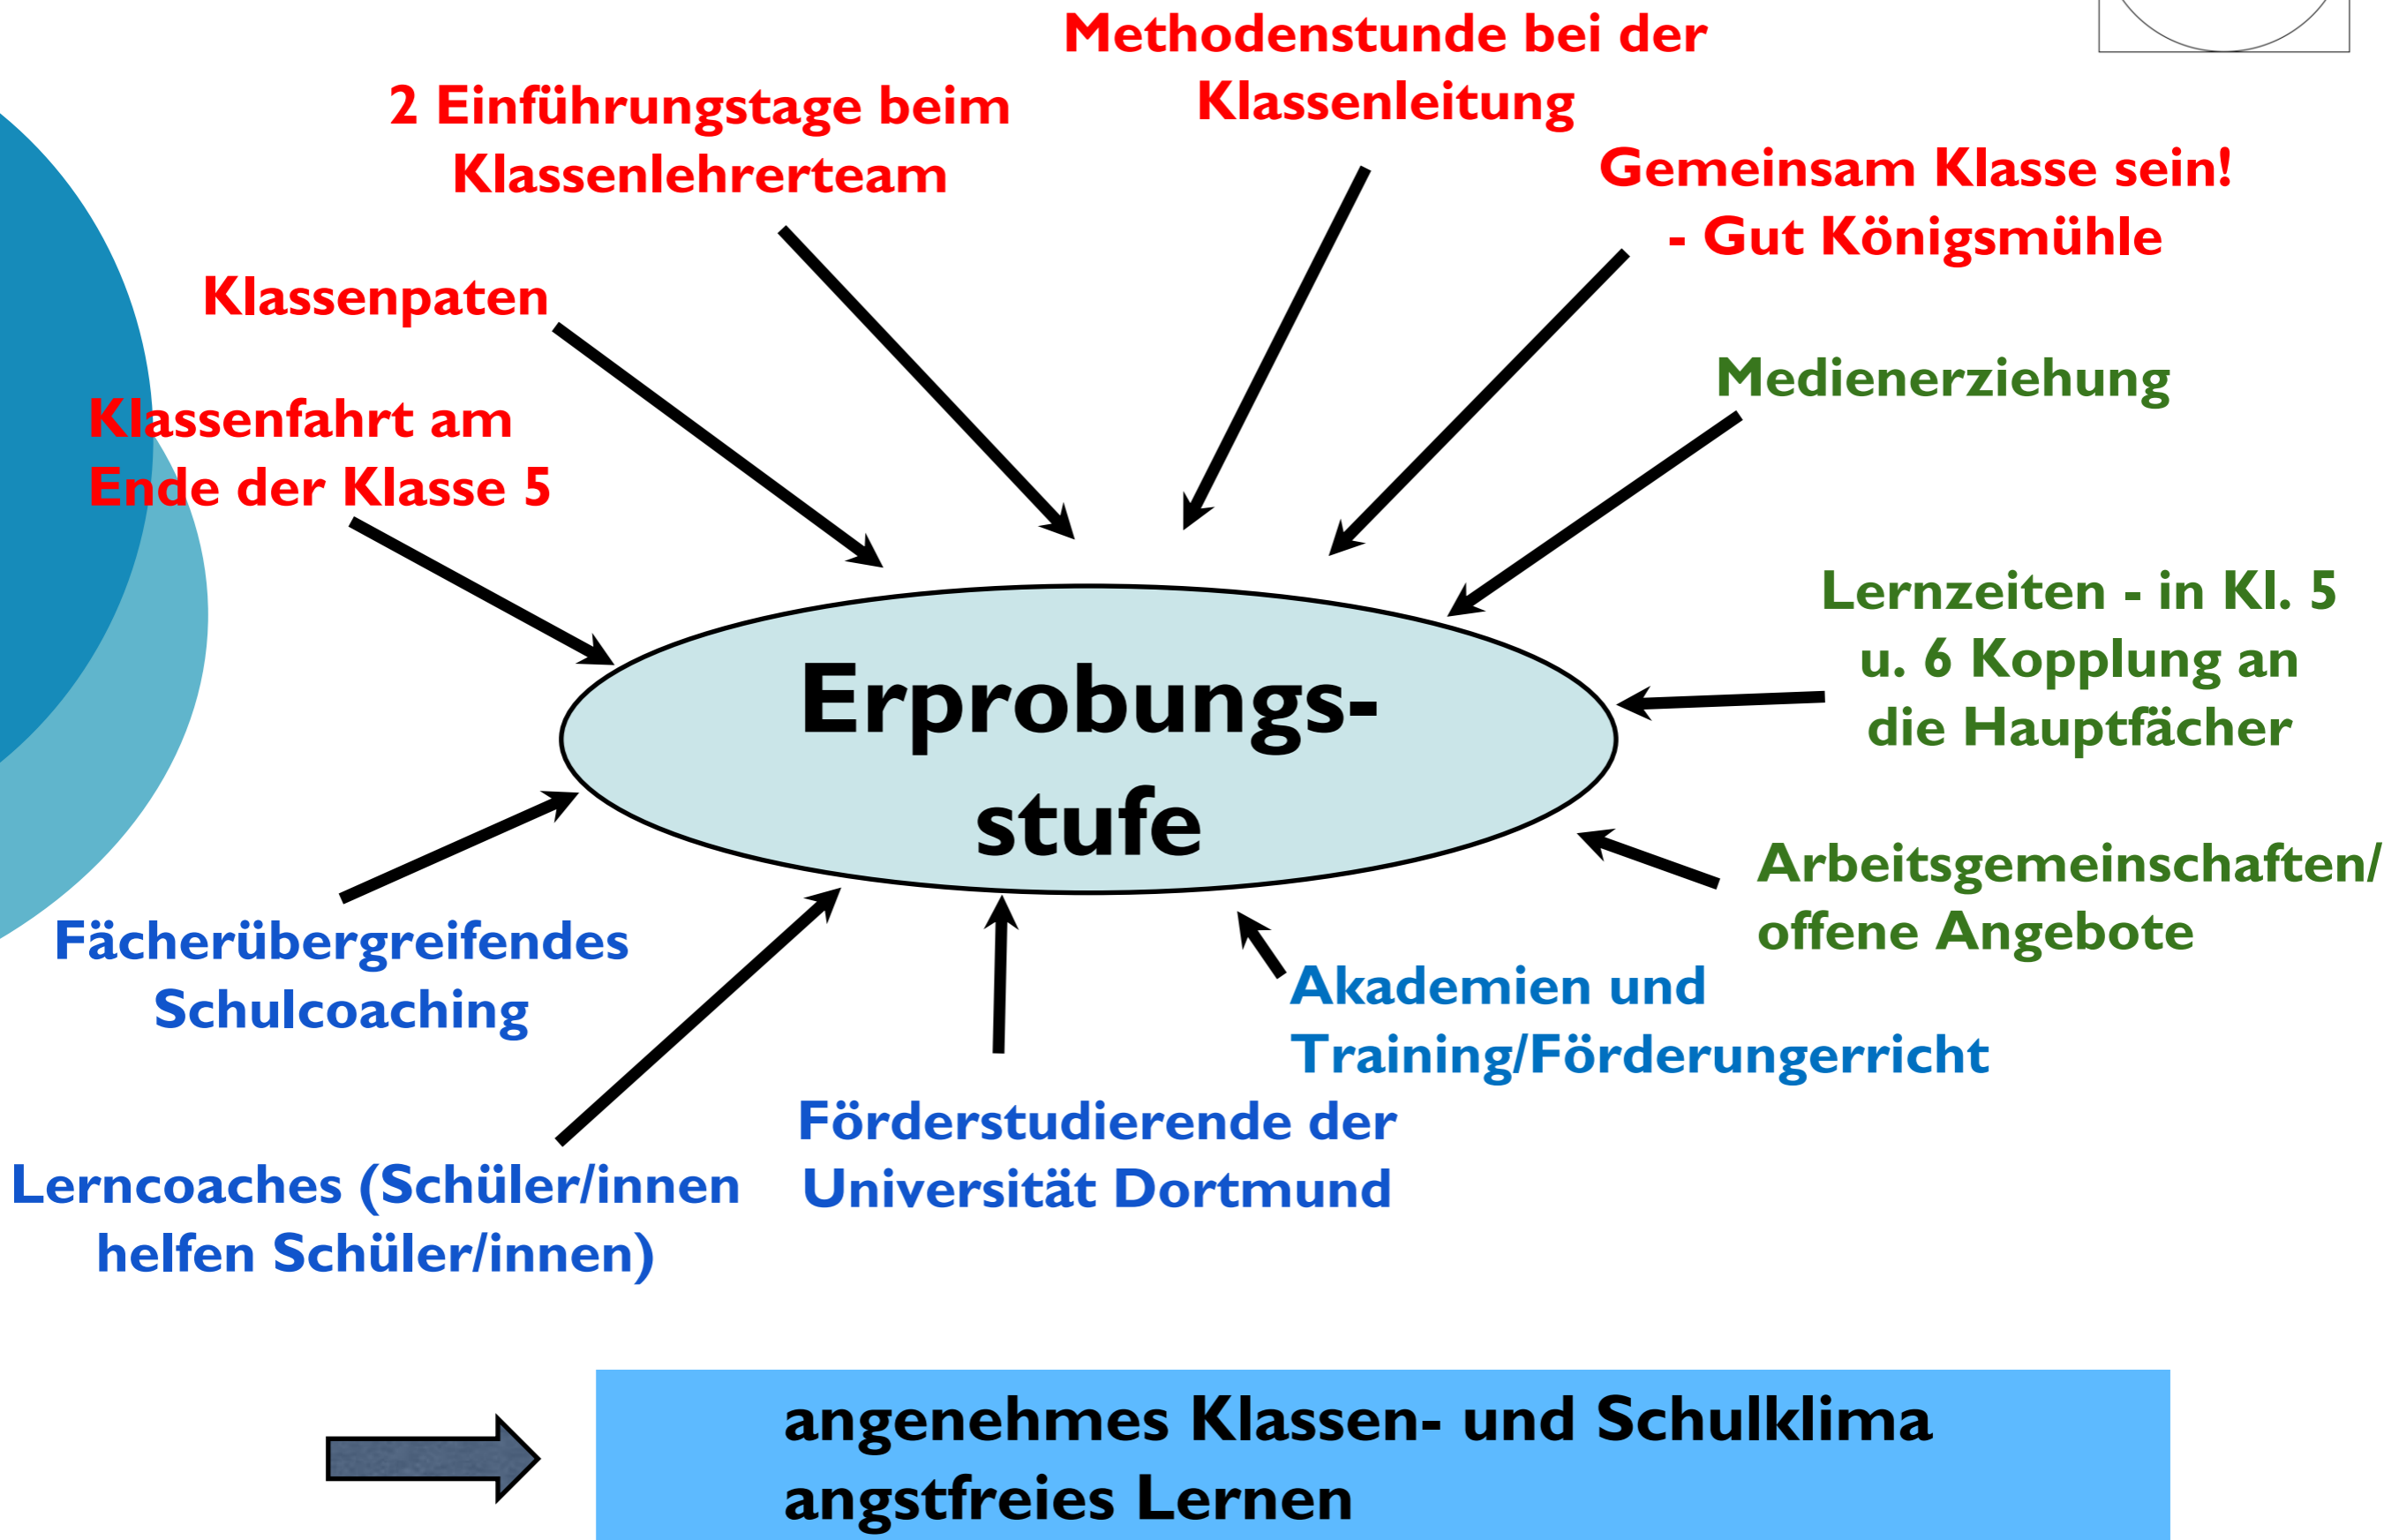 Methodenstunde bei der
Klassenleitung
2 Einführungstage beim
Klassenlehrerteam
Gemeinsam Klasse sein!
- Gut Königsmühle
Klassenpaten
Medienerziehung
Klassenfahrt am
Ende der Klasse 5
Lernzeiten - in Kl. 5
u. 6 Kopplung an
die Hauptfächer
Erprobungs-
stufe
Arbeitsgemeinschaften/
offene Angebote
Fächerübergreifendes
Schulcoaching
Akademien und
Training/Förderungerricht
Förderstudierende der
Universität Dortmund
Lerncoaches (Schüler/innen
helfen Schüler/innen)
angenehmes Klassen- und Schulklima
angstfreies Lernen